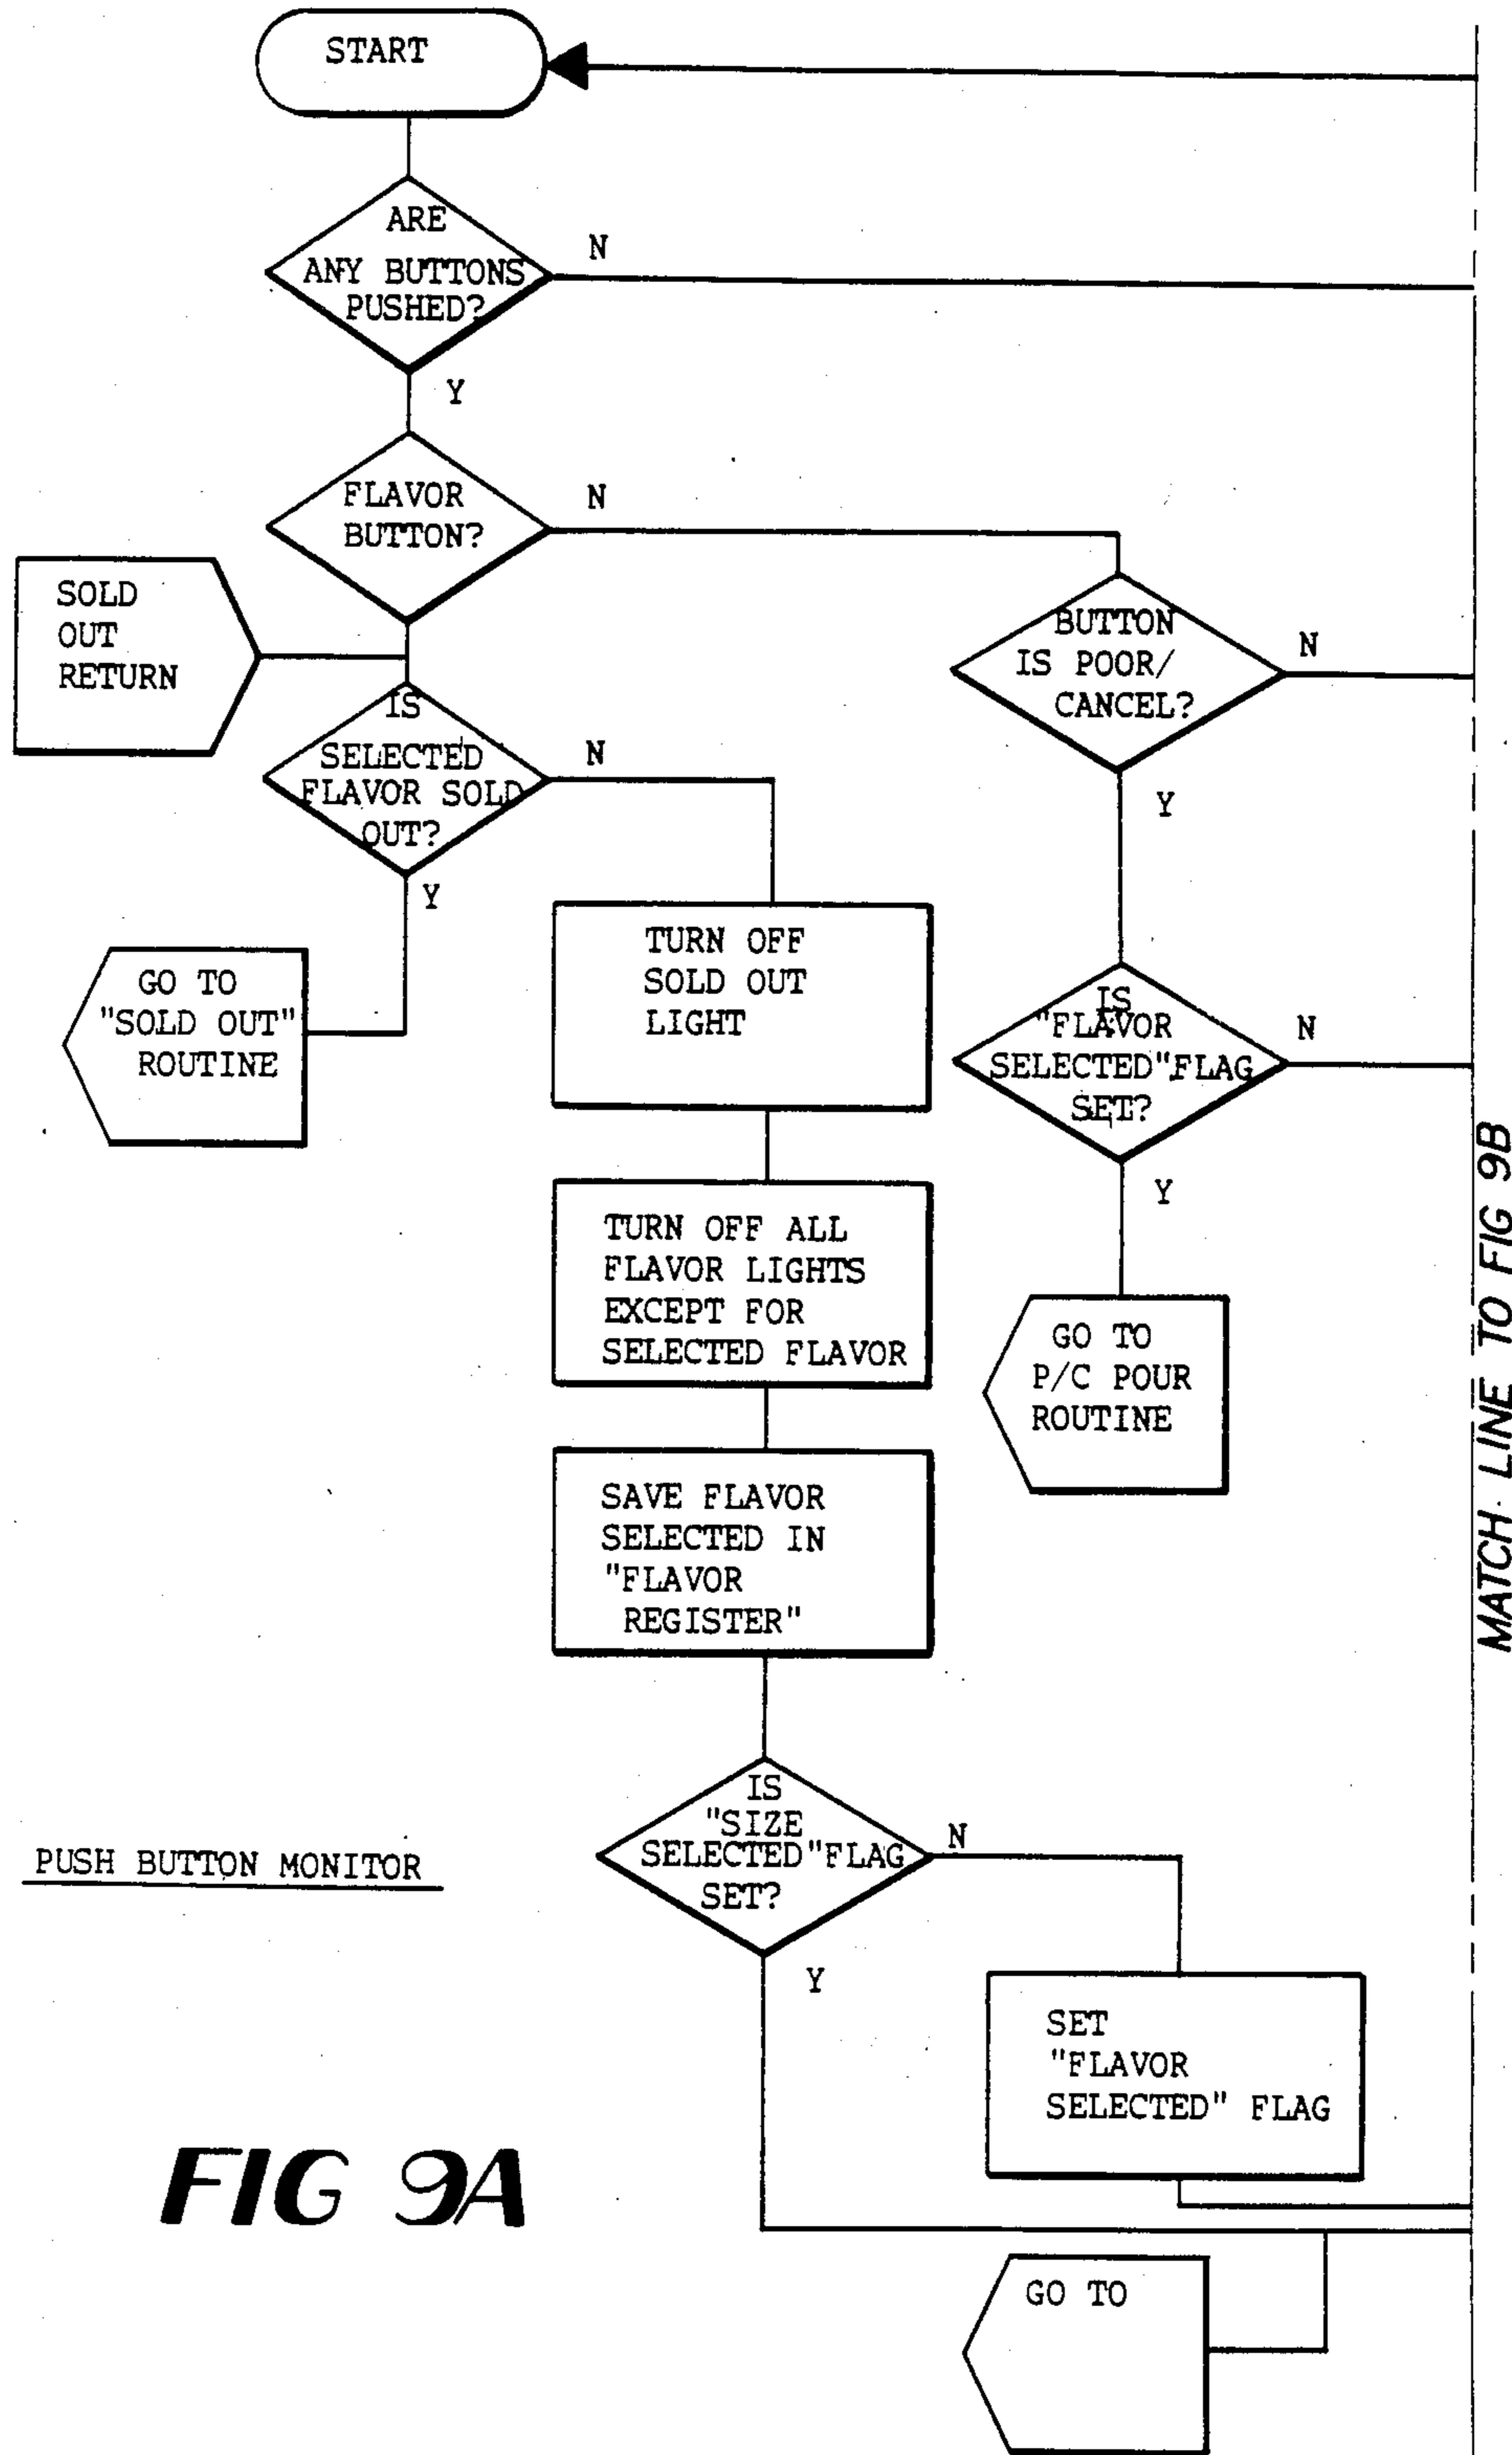 START
ARE
ANY BUTTONS
PUSHED?
N
Y
FLAVOR
BUTTON?
N
SOLD
OUT
RETURN
BUTTON
IS POOR/
CANCEL?
N
Y
IS
SELECTED
FLAVOR SOLD
OUT?
N
Y
GO TO
"SOLD OUT"
ROUTINE
TURN OFF
SOLD OUT
LIGHT
IS
"FLAVOR
SELECTED"FLAG
SET?
N
Y
TURN OFF ALL
FLAVOR LIGHTS
EXCEPT FOR
SELECTED FLAVOR
GO TO
P/C POUR
ROUTINE
SAVE FLAVOR
SELECTED IN
"FLAVOR
REGISTER"
IS
"SIZE
SELECTED"FLAG
SET?
N
Y
PUSH BUTTON MONITOR
SET
"FLAVOR
SELECTED" FLAG
GO TO
FIG 9A
MATCH LINE TO FIG 9B